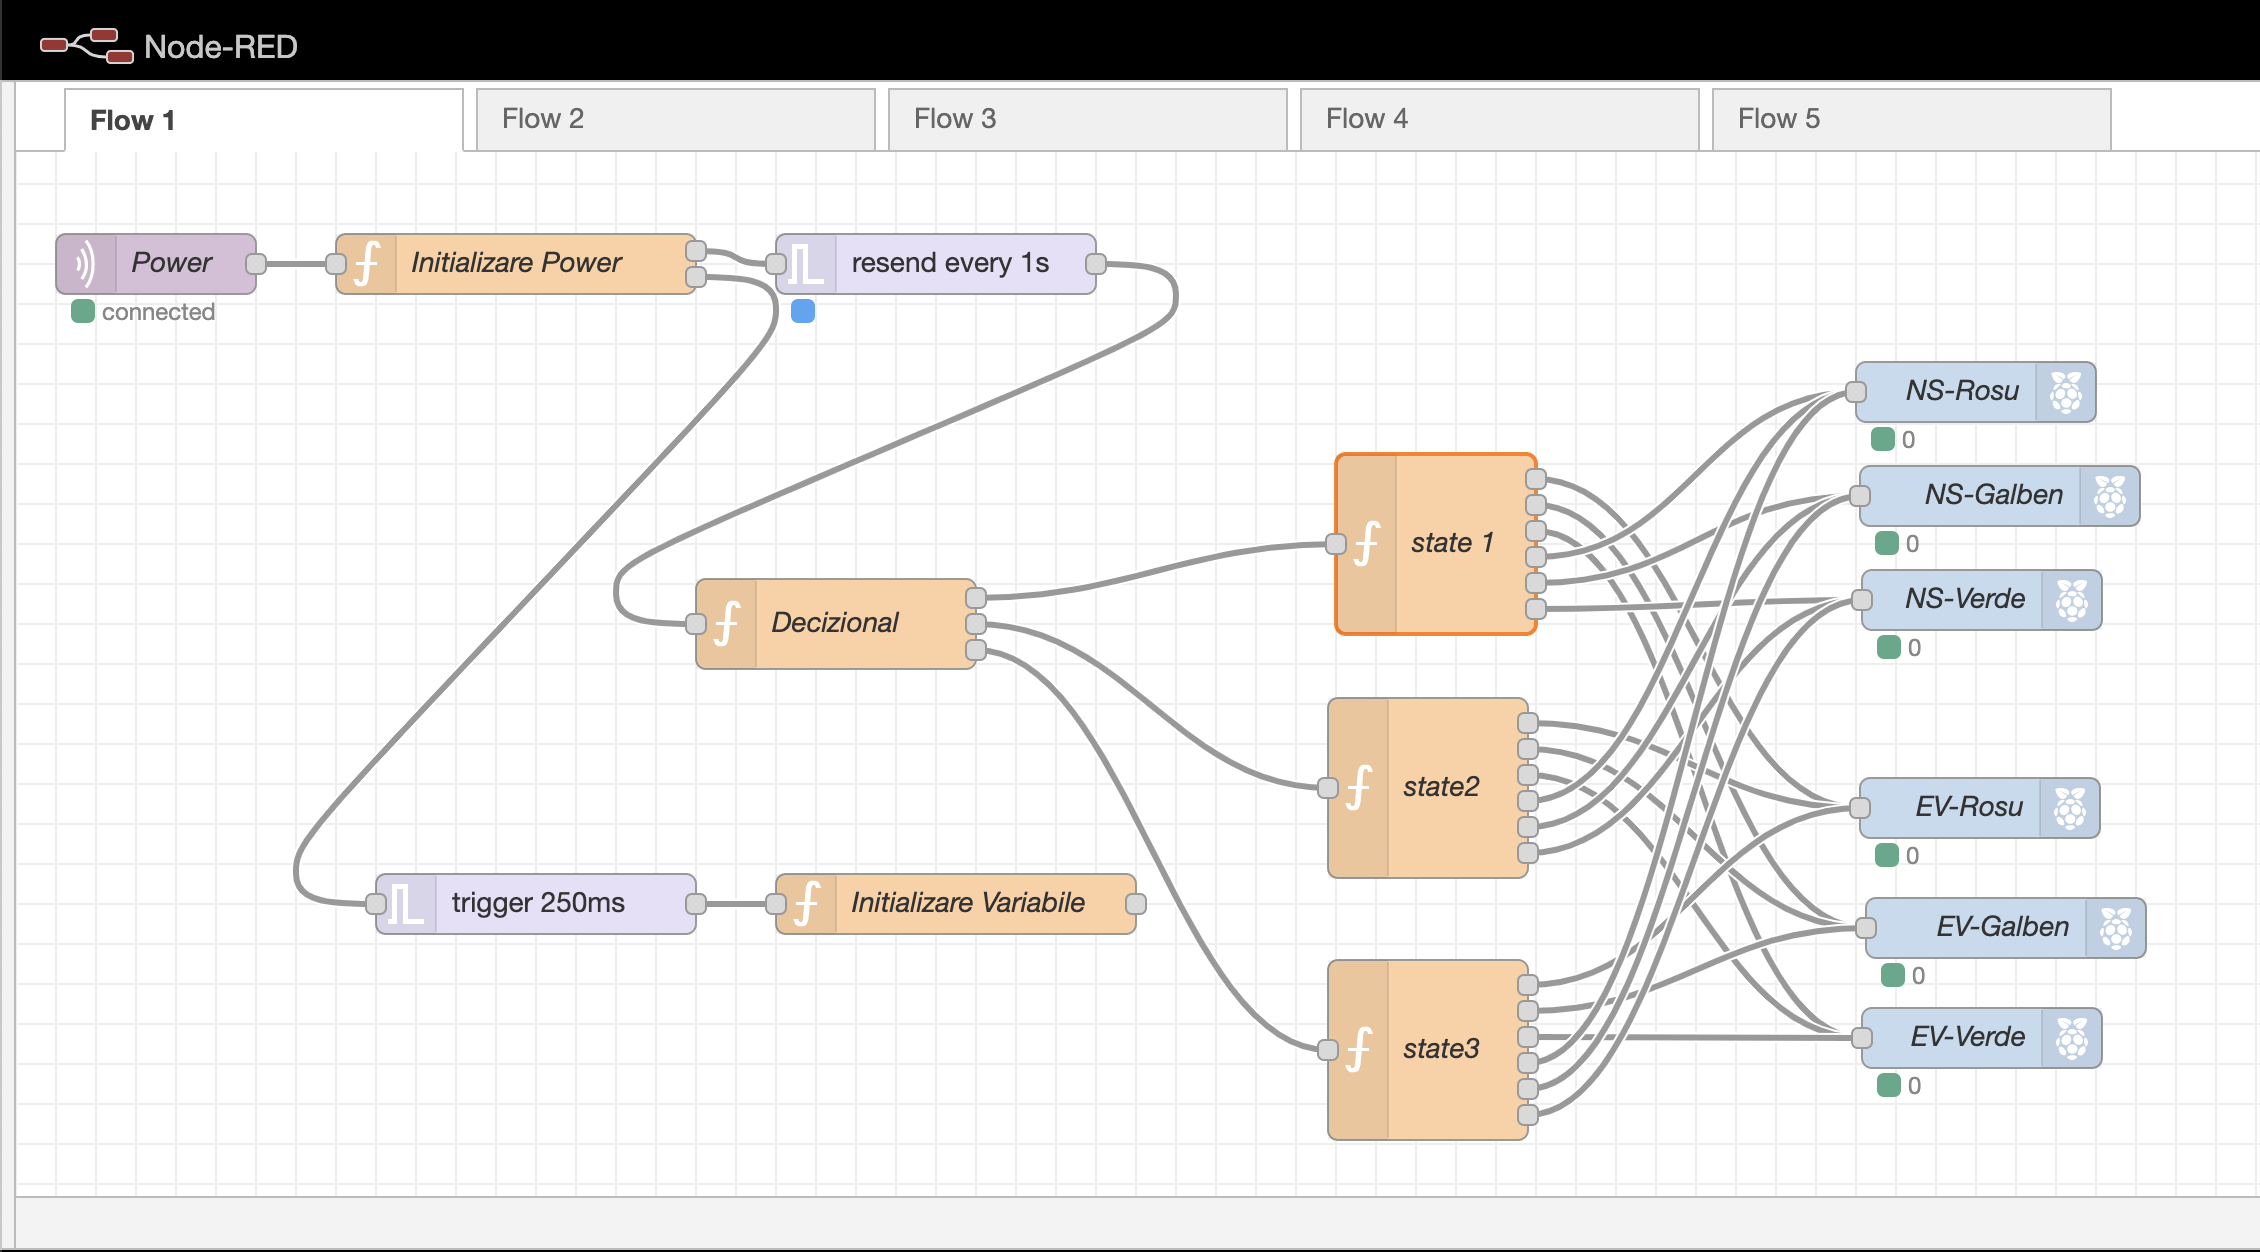 Node-RED
Flow 1
Flow 2
Flow 3
Flow 4
Flow 5
Power
connected
Initializare Power
resend every 1s
NS-Rosu
0
NS-Galben
0
NS-Verde
0
state 1
Decizional
state2
EV-Rosu
0
trigger 250ms
Initializare Variabile
EV-Galben
0
state3
EV-Verde
0